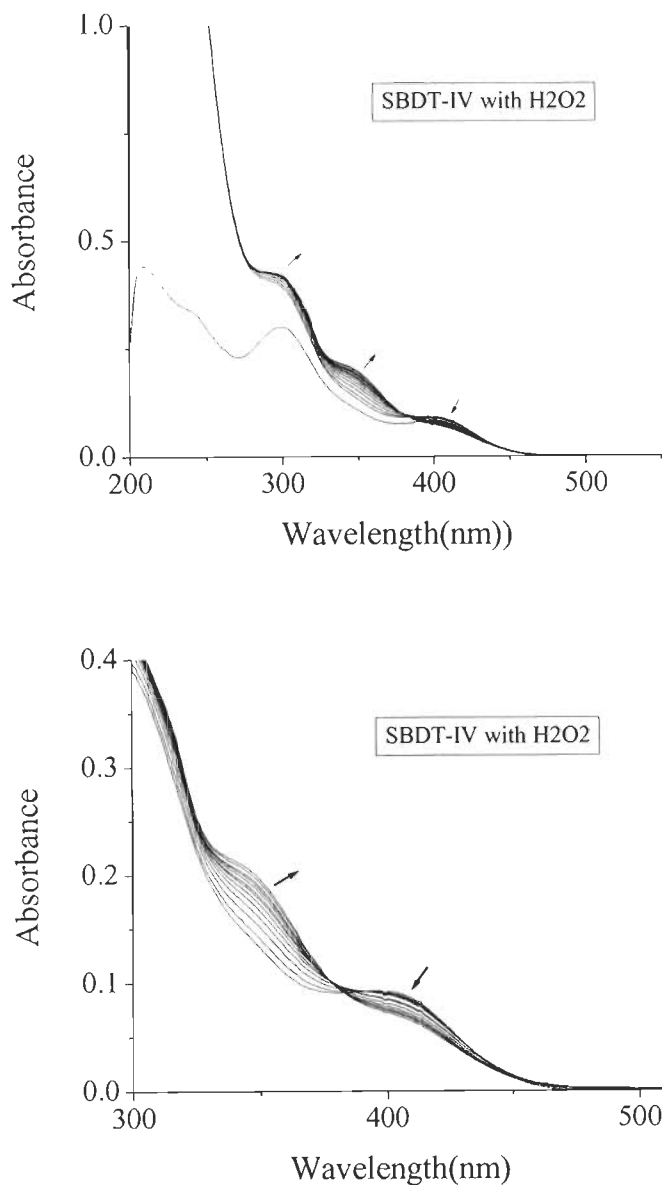 1.0
SBDT-IV with H2O2
Absorbance
0.5
0.0
200 300 400 500
Wavelength(nm))
0.4
SBDT-IV with H2O2
0.3
Absorbance
0.2
0.1
0.0
300 400 500
Wavelength(nm)